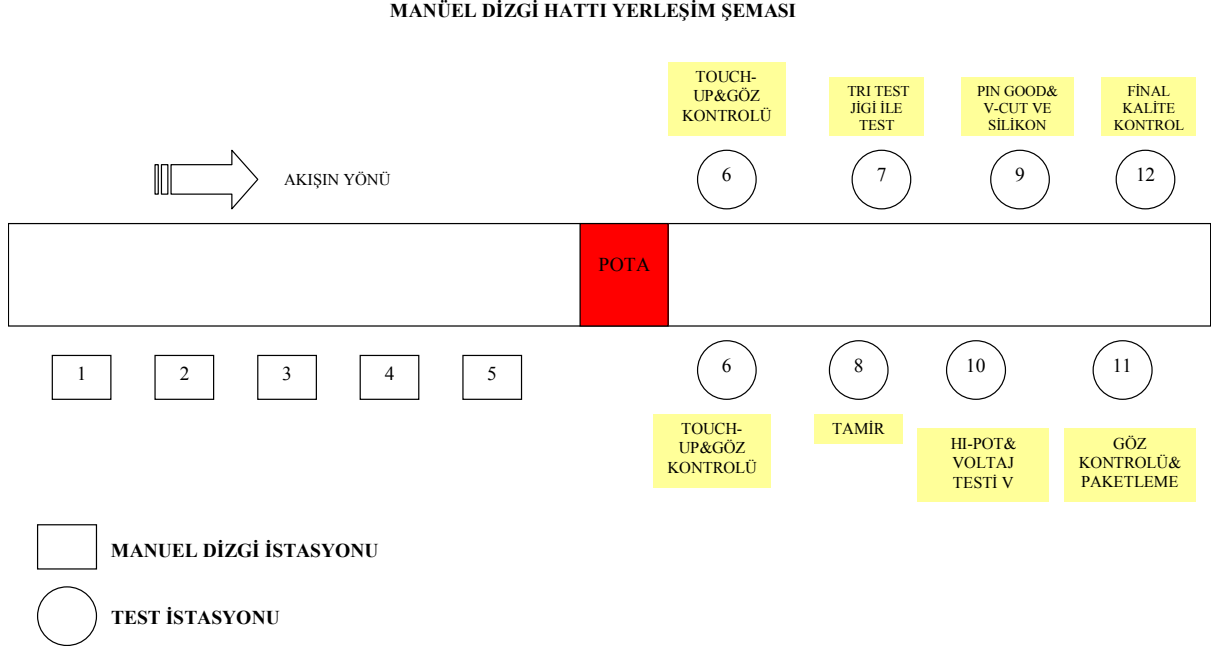 MANÜEL DİZGİ HATTI YERLEŞİM ŞEMASI
TOUCH-
UP&GÖZ
KONTROLÜ
TRI TEST
JİGİ İLE
TEST
PIN GOOD&
V-CUT VE
SİLİKON
FİNAL
KALİTE
KONTROL
6
7
9
12
AKIŞIN YÖNÜ
POTA
1
2
3
4
5
6
8
10
11
TOUCH-
UP&GÖZ
KONTROLÜ
TAMİR
HI-POT&
VOLTAJ
TESTİ V
GÖZ
KONTROLÜ&
PAKETLEME
MANUEL DİZGİ İSTASYONU
TEST İSTASYONU